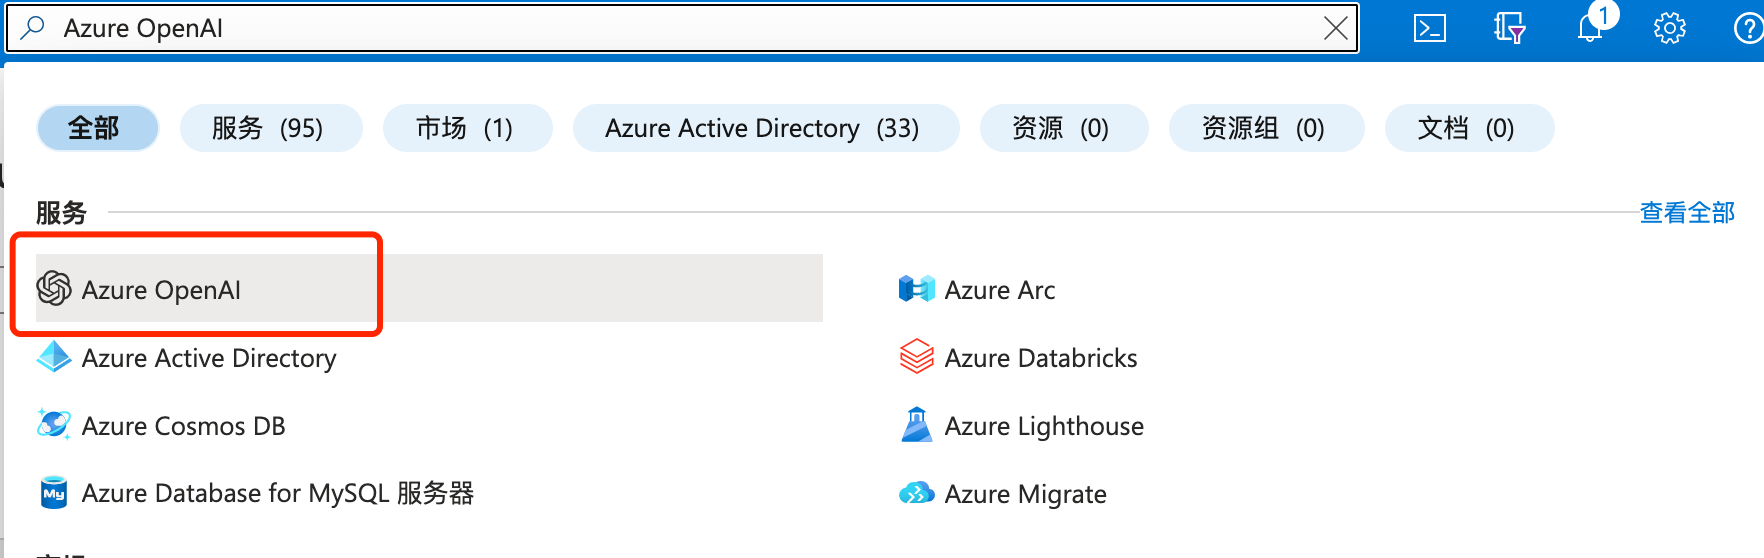 Azure OpenAI
1
全部 服务 (95) 市场 (1) Azure Active Directory (33) 资源 (0) 资源组 (0) 文档 (0)
服务 查看全部
Azure OpenAI
Azure Arc
Azure Active Directory
Azure Databricks
Azure Cosmos DB
Azure Lighthouse
My
Azure Database for MySQL 服务器
Azure Migrate